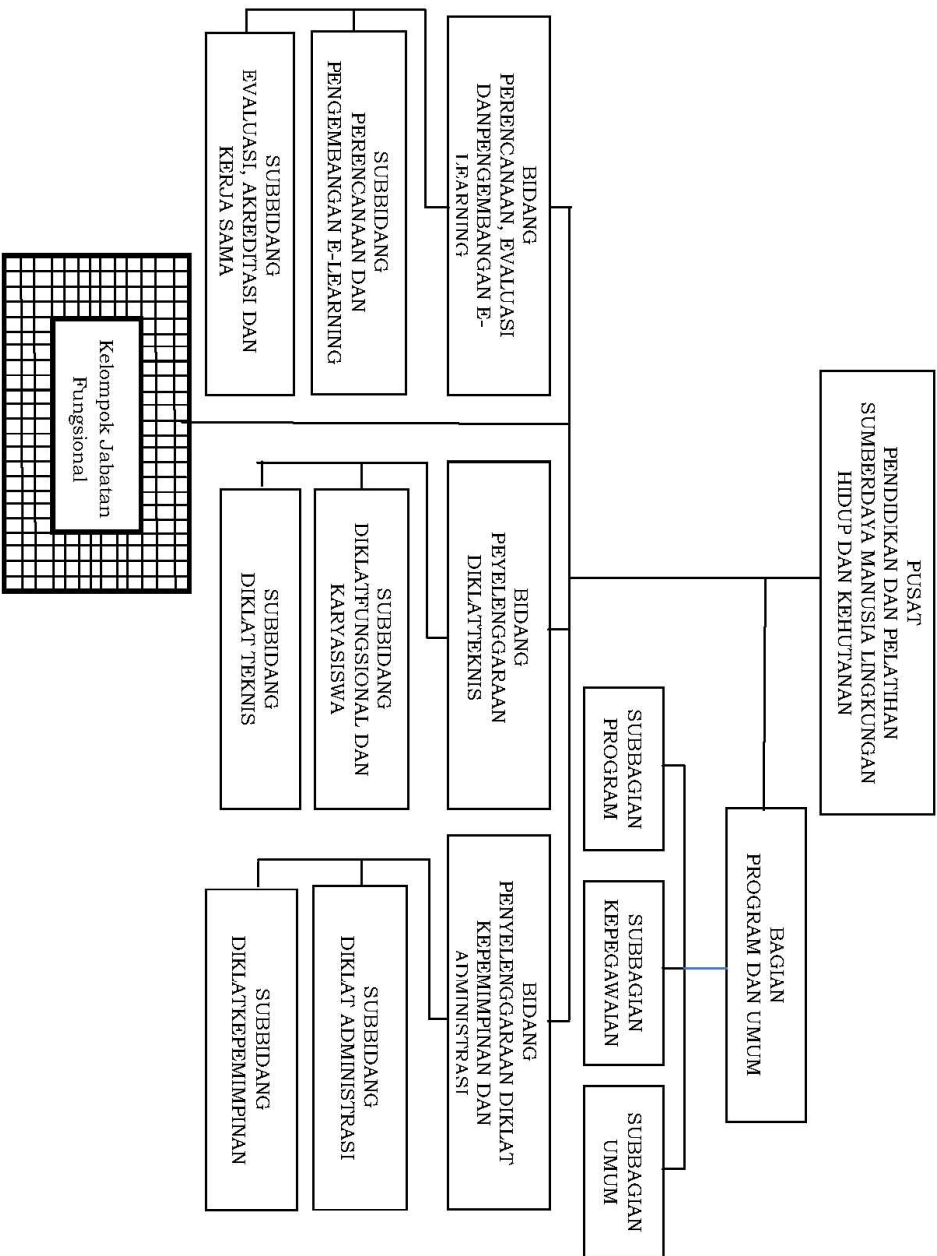 PUSAT
PENDIDIKAN DAN PELATIHAN
SUMBERDAYA MANUSIA LINGKUNGAN
HIDUP DAN KEHUTANAN
BAGIAN
PROGRAM DAN UMUM
SUBBAGIAN
PROGRAM
SUBBAGIAN
KEPEGAWAIAN
SUBBAGIAN
UMUM
BIDANG
PERENCANAAN, EVALUASI
DANPENGEMBANGAN E-
LEARNING
BIDANG
PEYELENGGARAAN
DIKLATTEKNIS
BIDANG
PENYELENGGARAAN DIKLAT
KEPEMIMPINAN DAN
ADMINISTRASI
SUBBIDANG
PERENCANAAN DAN
PENGEMBANGAN E-LEARNING
SUBBIDANG
DIKLATFUNGSIONAL DAN
KARYASISWA
SUBBIDANG
DIKLAT ADMINISTRASI
SUBBIDANG
EVALUASI, AKREDITASI DAN
KERJA SAMA
SUBBIDANG
DIKLAT TEKNIS
SUBBIDANG
DIKLATKEPEMIMPINAN
Kelompok Jabatan
Fungsional